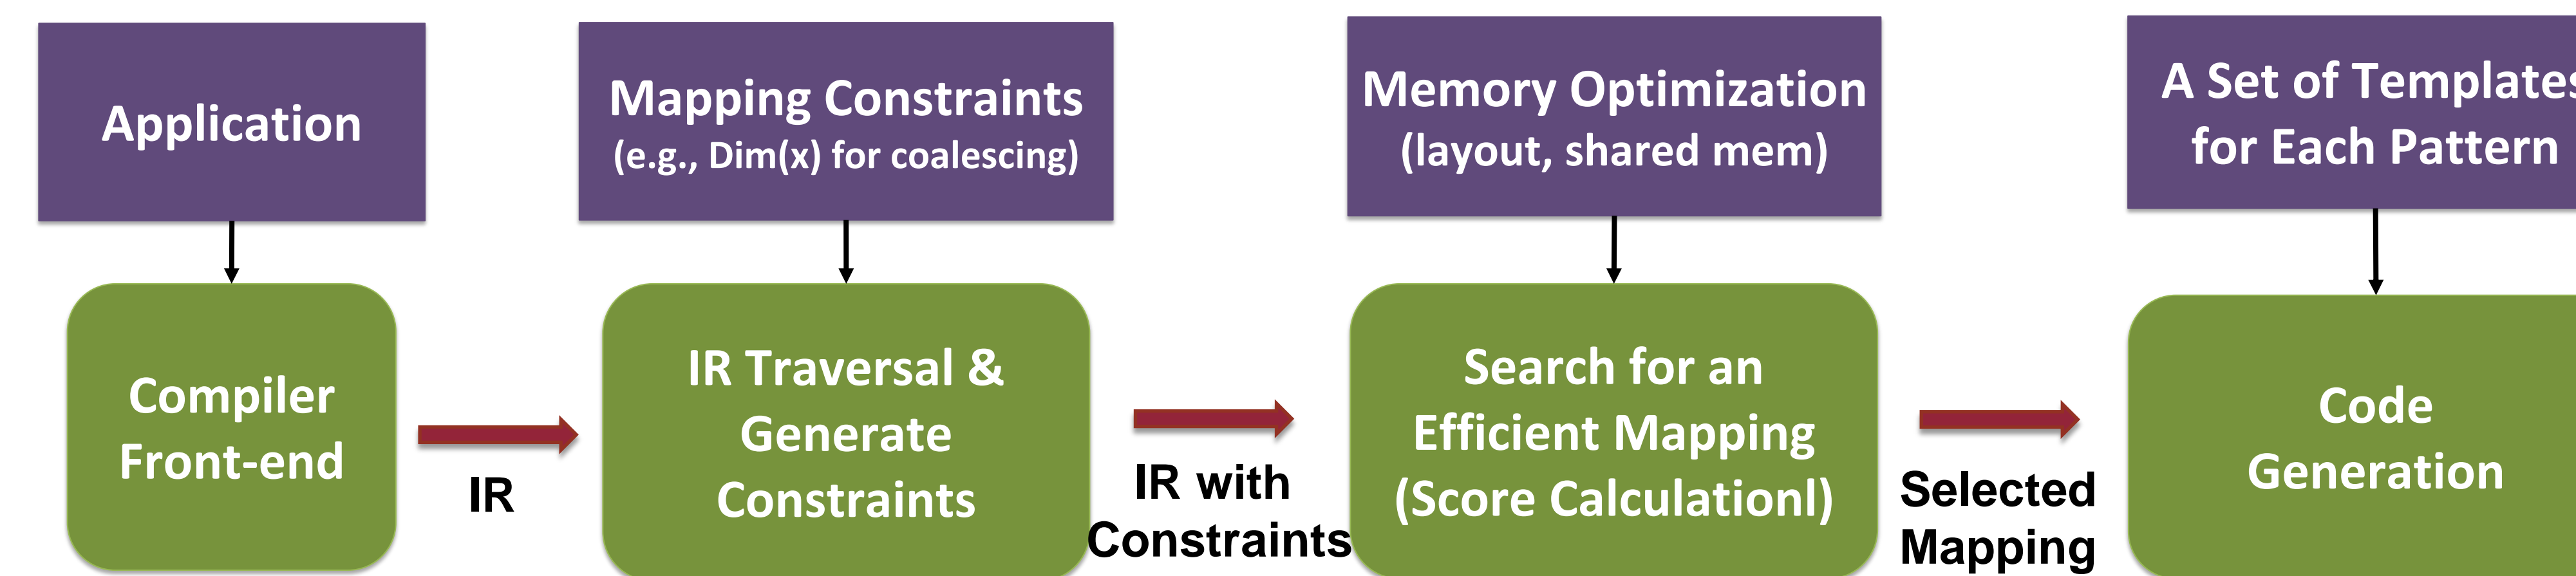 Application
Mapping Constraints
(e.g., Dim(x) for coalescing)
Memory Optimization
(layout, shared mem)
A Set of Templates
for Each Pattern
Compiler
Front-end
IR
IR Traversal &
Generate
Constraints
IR with
Constraints
Search for an
Efficient Mapping
(Score Calculationl)
Selected
Mapping
Code
Generation